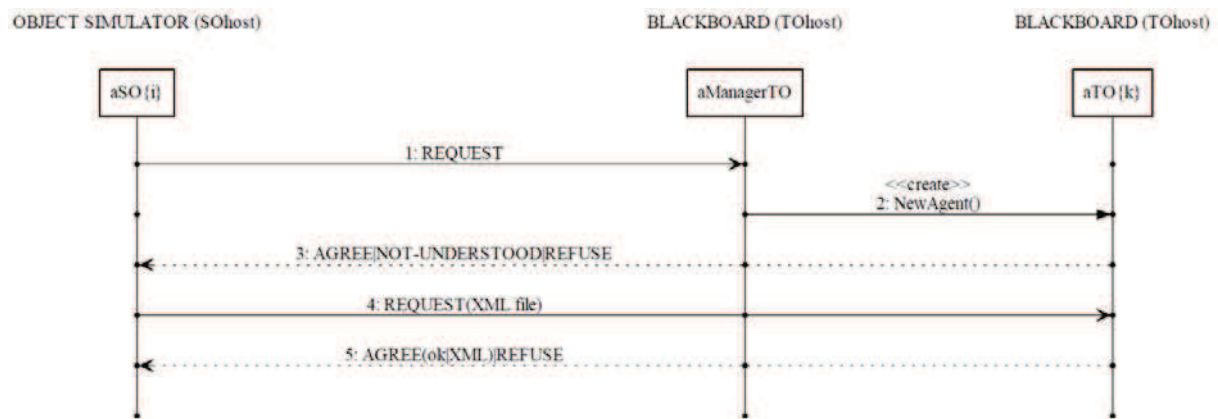 OBJECT SIMULATOR (SOhost)
BLACKBOARD (TOhost)
BLACKBOARD (TOhost)
aSO{i}
aManagerTO
aTO{k}
1: REQUEST
<<create>>
2: NewAgent()
3: AGREE|NOT-UNDERSTOOD|REFUSE
4: REQUEST(XML file)
5: AGREE(ok|XML)|REFUSE